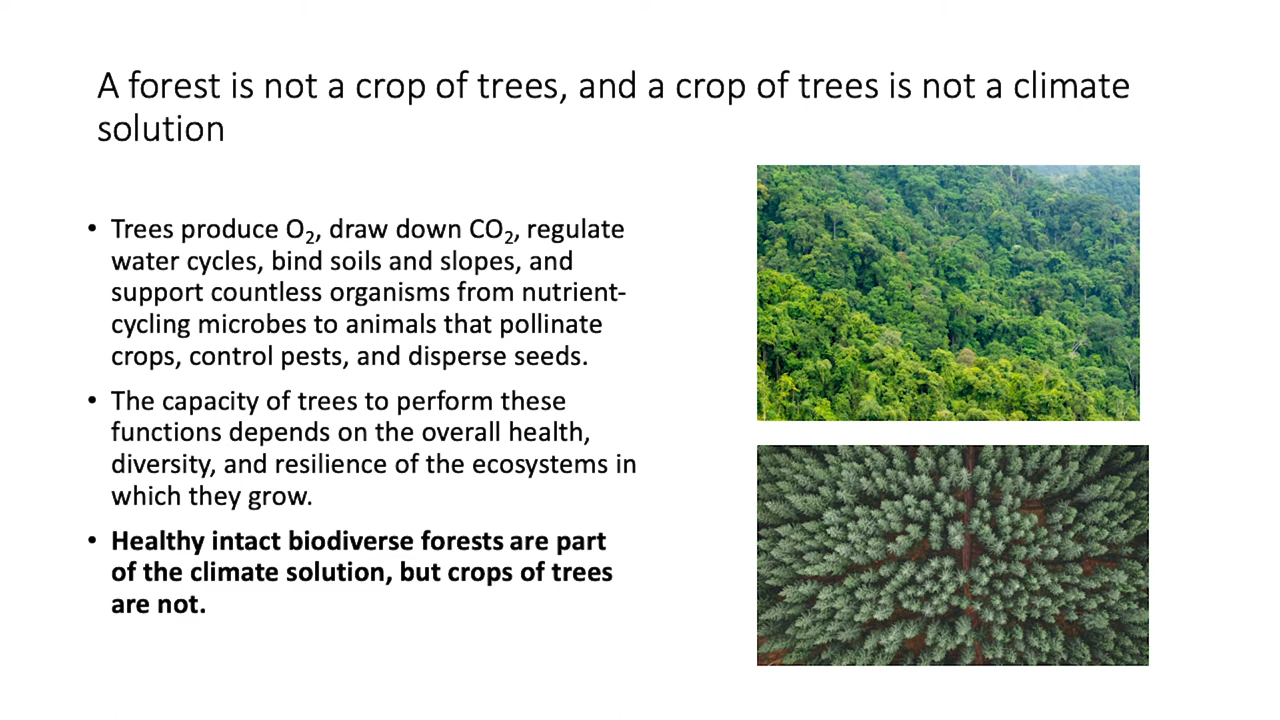 A forest is not a crop of trees, and a crop of trees is not a climate
solution
• Trees produce O₂, draw down CO₂, regulate
water cycles, bind soils and slopes, and
support countless organisms from nutrient-
cycling microbes to animals that pollinate
crops, control pests, and disperse seeds.
• The capacity of trees to perform these
functions depends on the overall health,
diversity, and resilience of the ecosystems in
which they grow.
• Healthy intact biodiverse forests are part
of the climate solution, but crops of trees
are not.